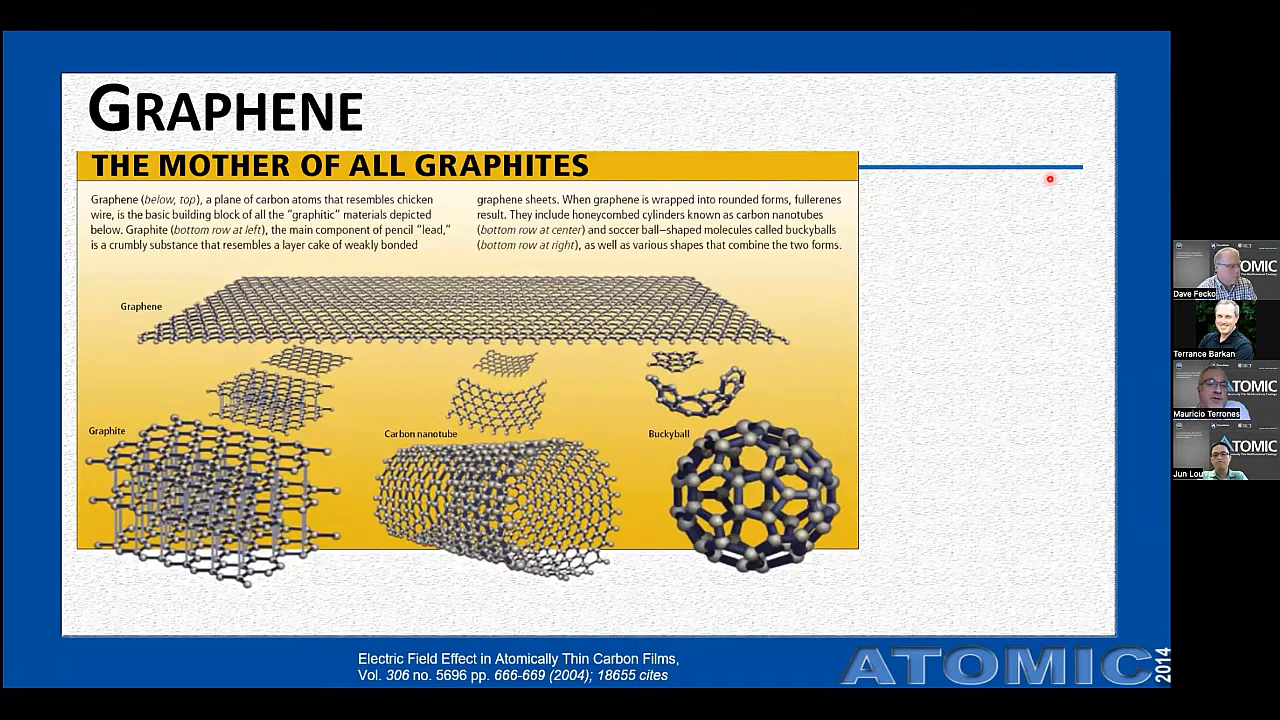 GRAPHENE
THE MOTHER OF ALL GRAPHITES
Graphene (below, top), a plane of carbon atoms that resembles chicken
wire, is the basic building block of all the “graphitic” materials depicted
below. Graphite (bottom row at left), the main component of pencil “lead,”
is a crumbly substance that resembles a layer cake of weakly bonded
graphene sheets. When graphene is wrapped into rounded forms, fullerenes
result. They include honeycombed cylinders known as carbon nanotubes
(bottom row at center) and soccer ball–shaped molecules called buckyballs
(bottom row at right), as well as various shapes that combine the two forms.
Graphene
Graphite
Carbon nanotube
Buckyball
Electric Field Effect in Atomically Thin Carbon Films,
Vol. 306 no. 5696 pp. 666-669 (2004); 18655 cites
ATOMIC
2014
OMIC
Dave Fecko
Terrance Barkan
ATOMIC
Mauricio Terrones
ATOMIC
Jun Lou